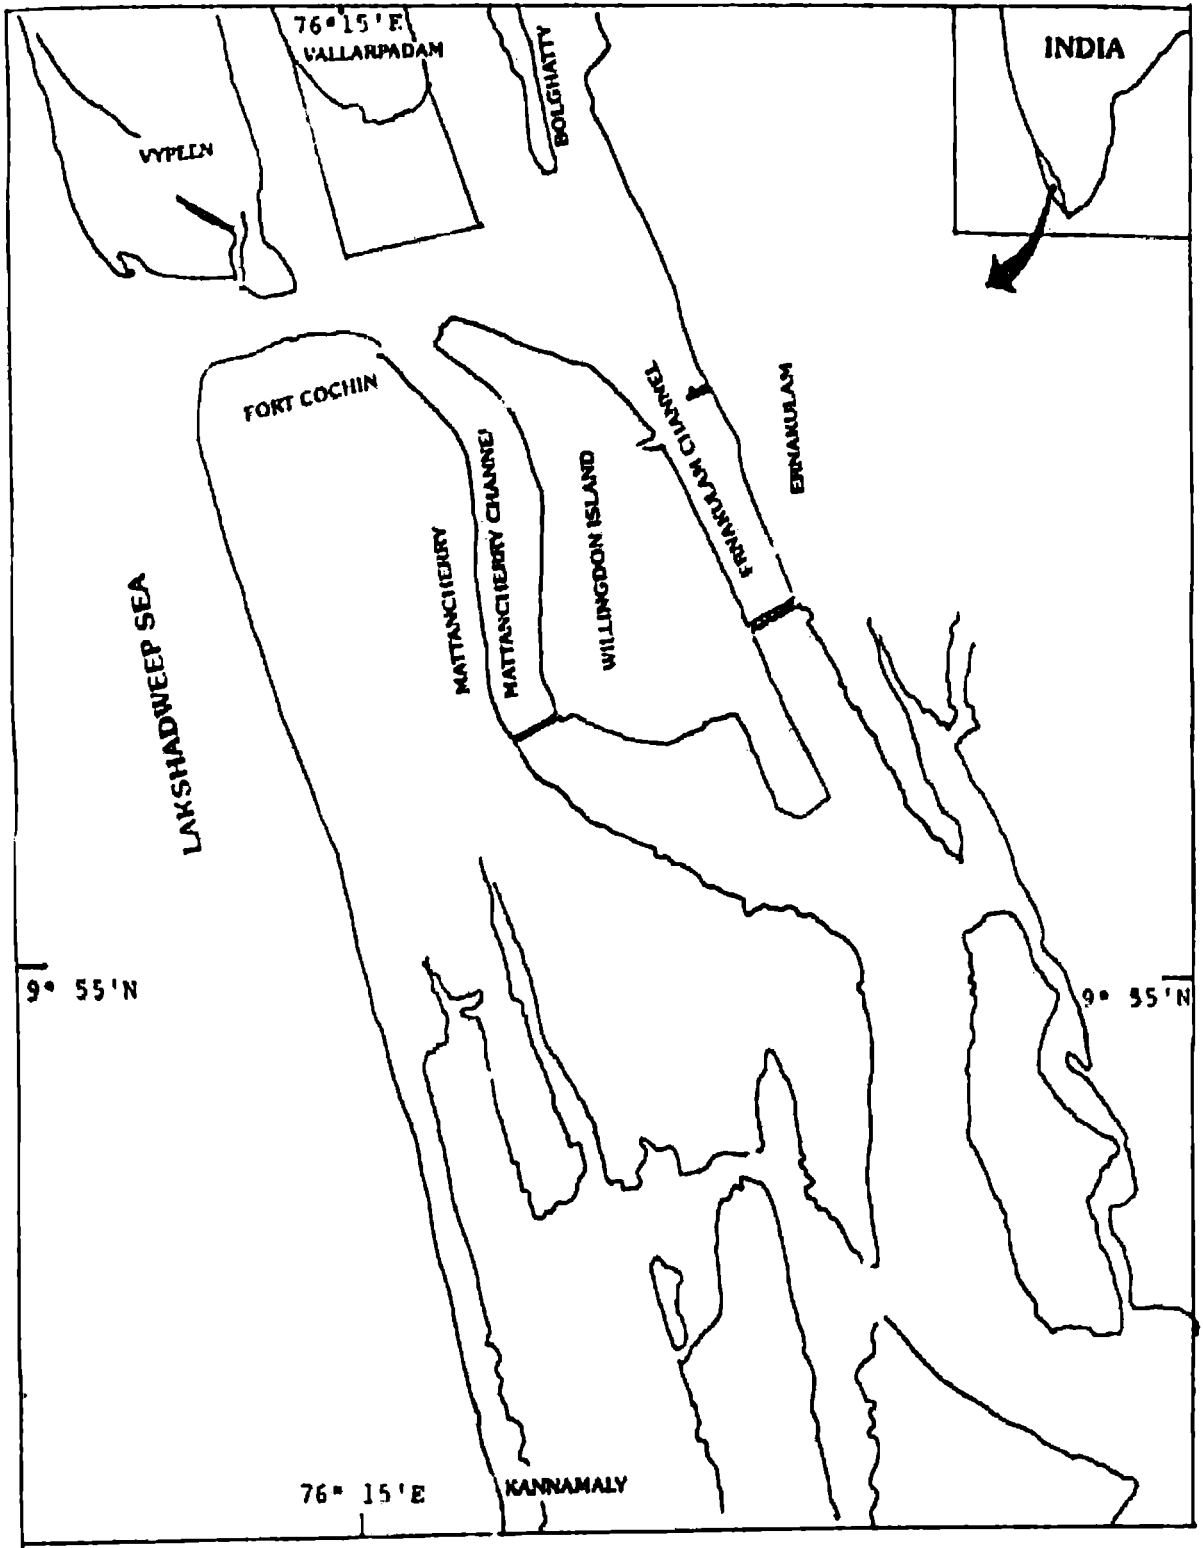 76° 15' E
VALLARPADAM
BOLGHATTY
INDIA
VYPEEN
FORT COCHIN
ERNAKULAM CHANNEL
ERNAKULAM
MATTANCHERRY
MATTANCHERRY CHANNEL
WILLINGDON ISLAND
LAKSHADWEEP SEA
9° 55'N
9° 55'N
76° 15'E
KANNAMALY